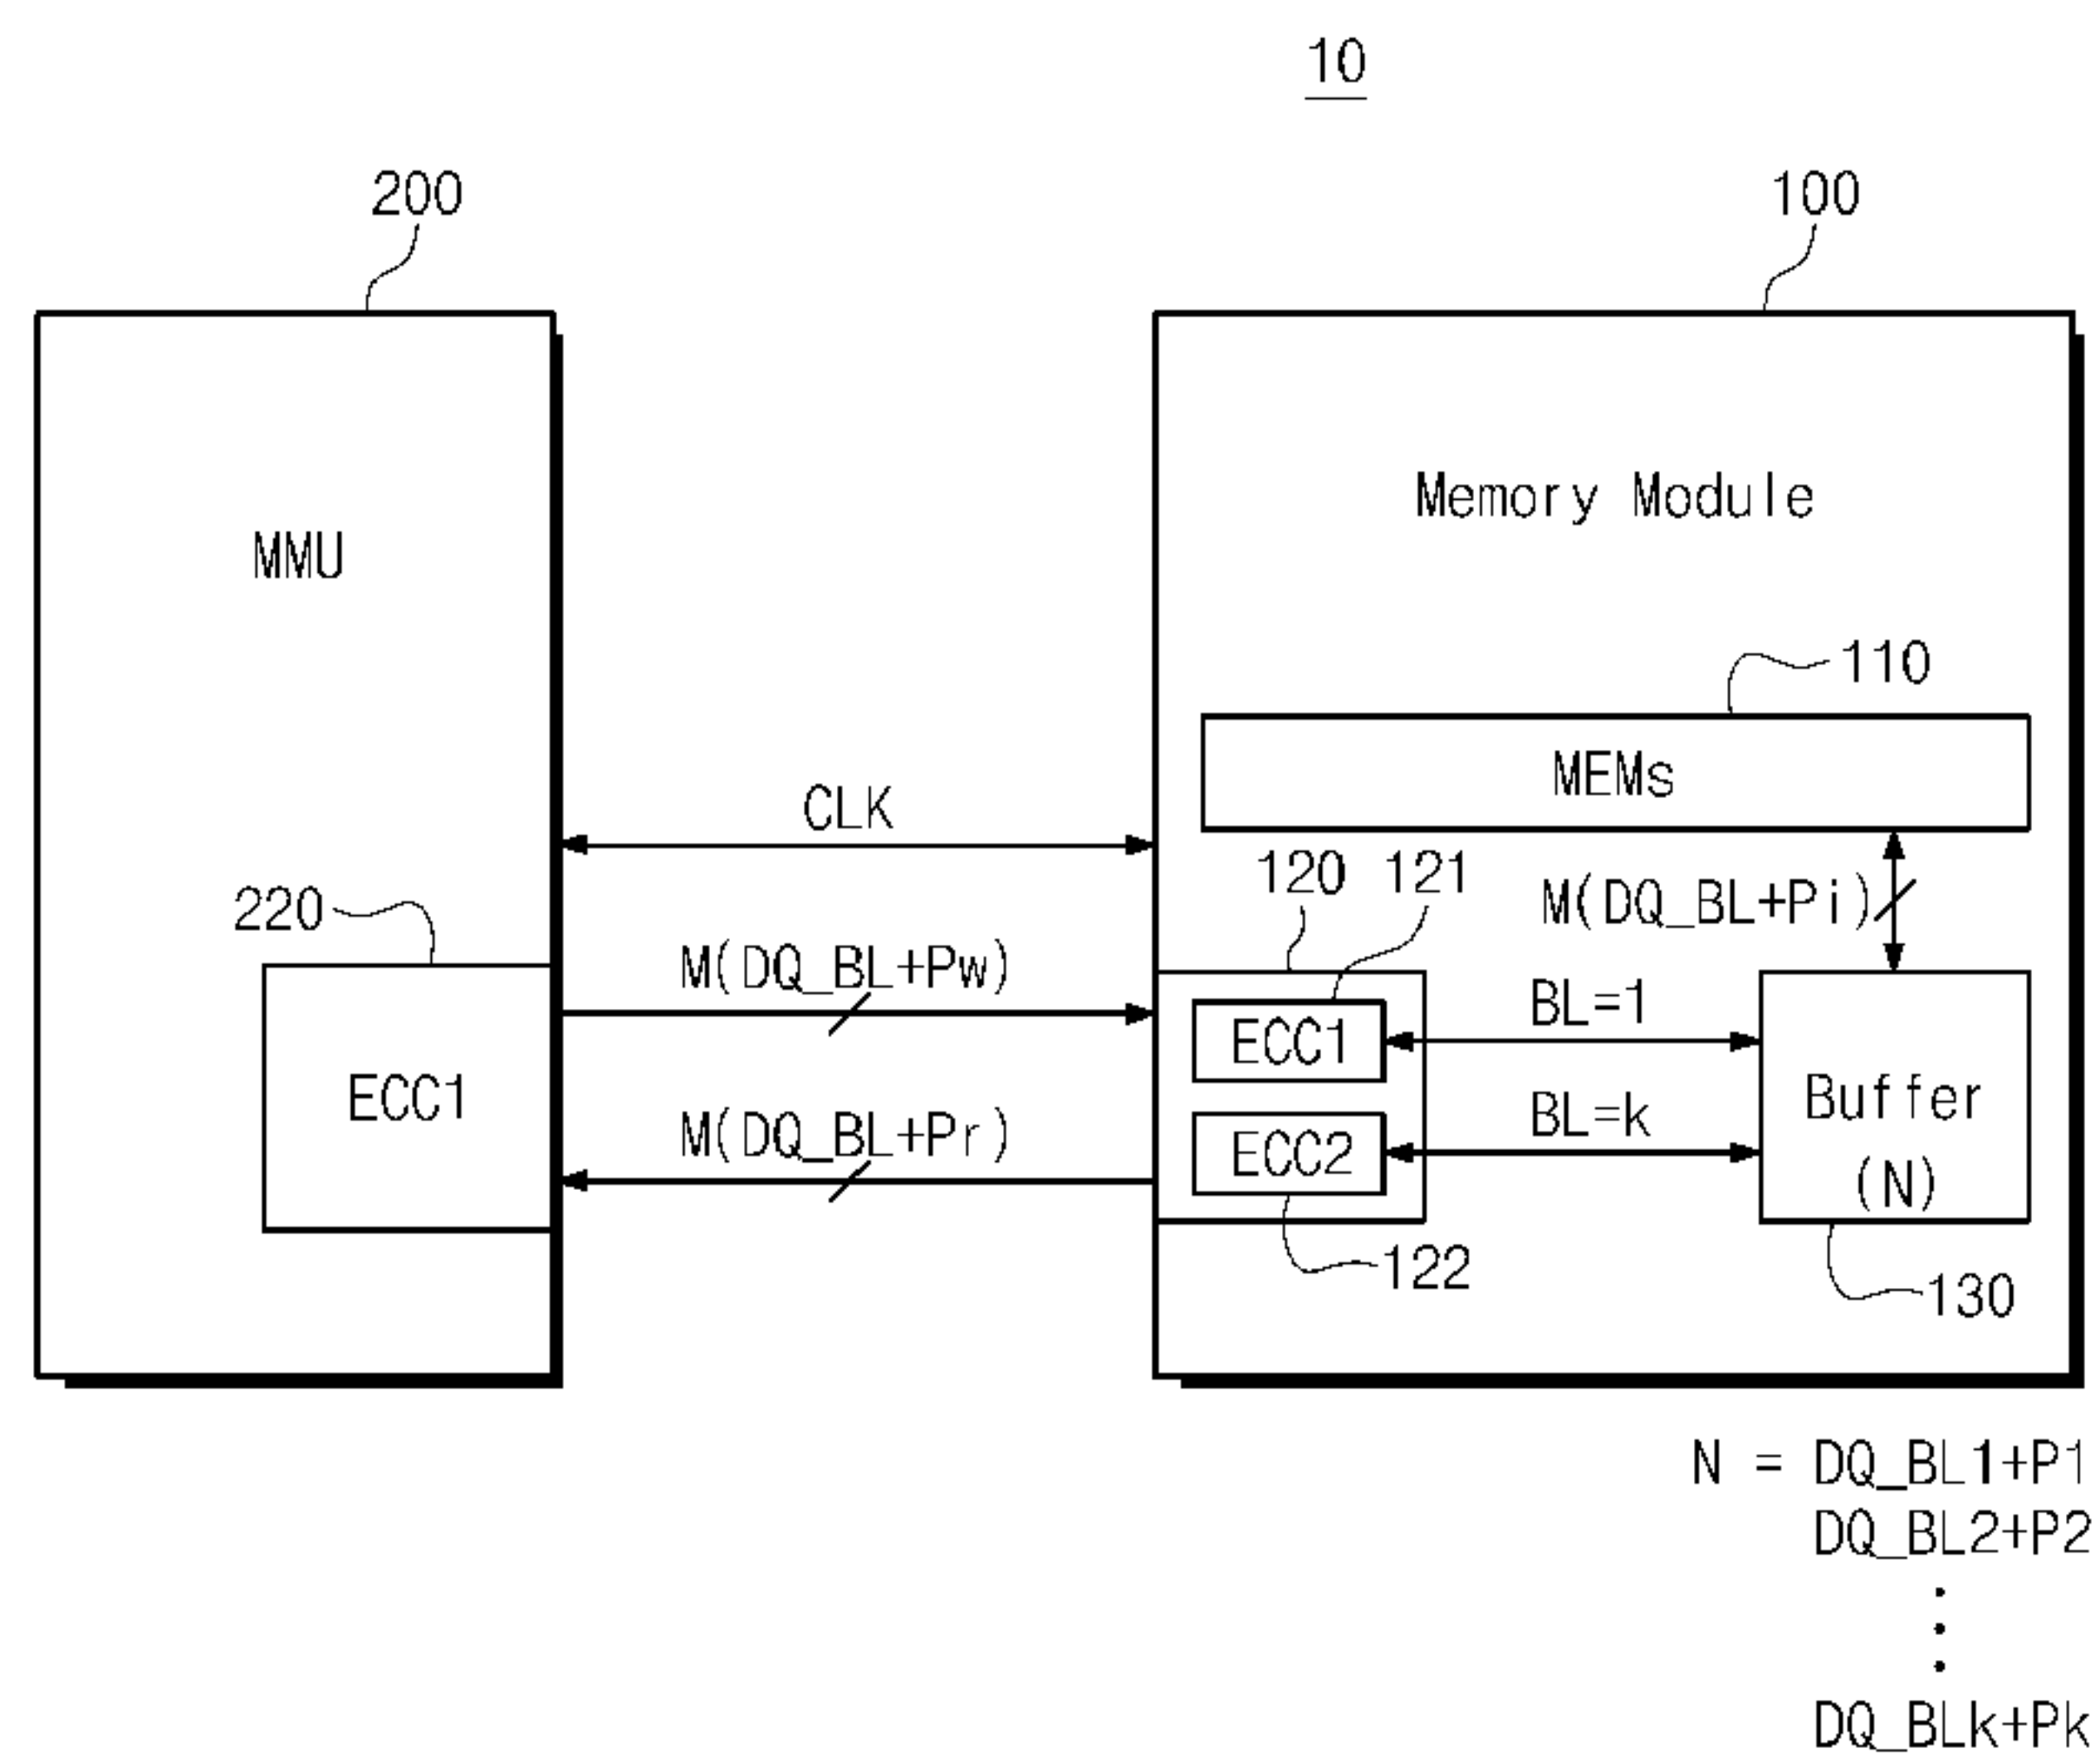 10
200
100
MMU
Memory Module
110
MEMs
CLK
120
121
M(DQ_BL+Pi)
220
M(DQ_BL+Pw)
BL=1
ECC1
ECC1
Buffer
(N)
M(DQ_BL+Pr)
BL=k
ECC2
122
130
N = DQ_BL1+P1
DQ_BL2+P2
DQ_BLk+Pk